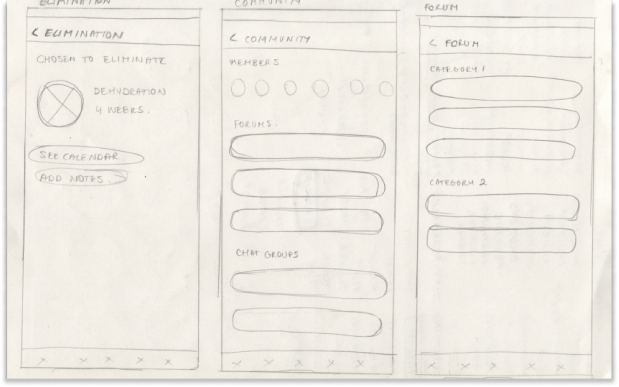 ELIMINATION
< ELIMINATION
CHOSEN TO ELIMINATE
DEHYDRATION
4 WEEKS.
SEE CALENDAR
ADD NOTES.
COMMUNITY
< COMMUNITY
MEMBERS
FORUMS.
CHAT GROUPS
FORUM
< FORUM
CATEGORY 1
CATEGORY 2